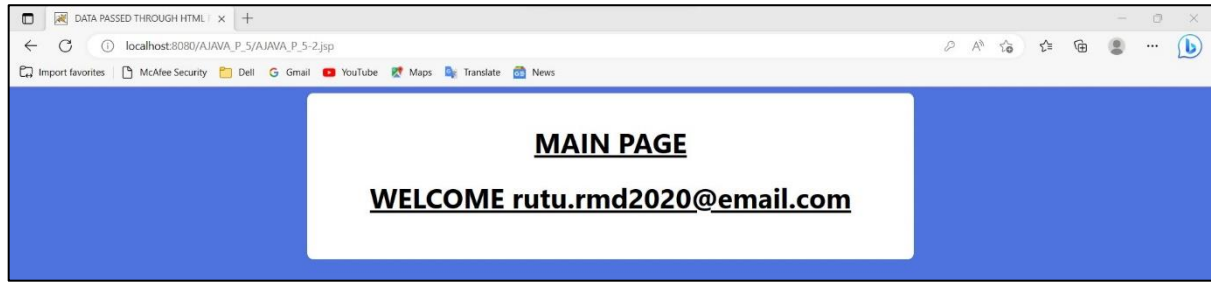 DATA PASSED THROUGH HTML
localhost:8080/AJAVA_P_5/AJAVA_P_5-2.jsp
Import favorites McAfee Security Dell Gmail YouTube Maps Translate News
MAIN PAGE
WELCOME rutu.rmd2020@email.com